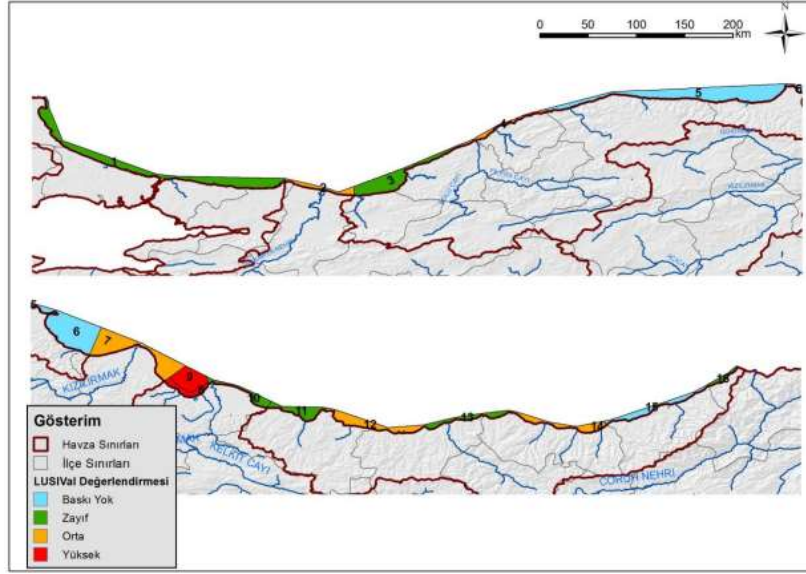 N
0 50 100 150 200
km
5
4
1
3
2
KIZILIRMAK
5
6
7
8
9
KIZILIRMAK
10
11
12
13
14
15
16
KELKİT ÇAYI
ÇORUH NEHRİ
Gösterim
Havza Sınırları
İlçe Sınırları
LUSIVal Değerlendirmesi
Baskı Yok
Zayıf
Orta
Yüksek